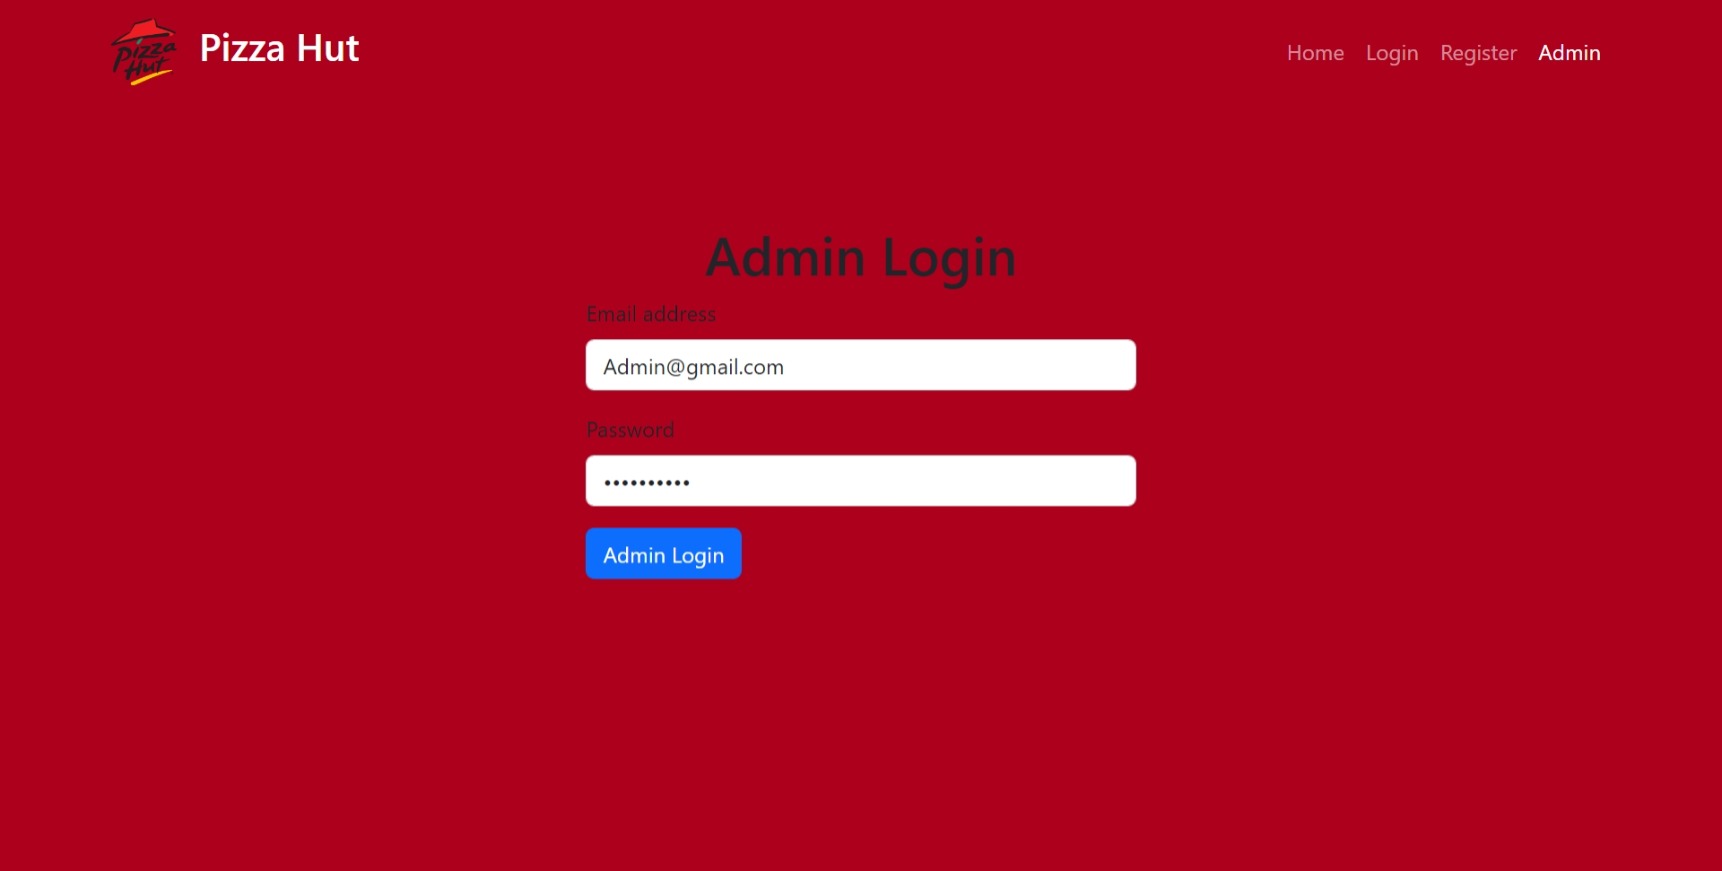 Pizza
Hut
Pizza Hut
Home Login Register Admin
Admin Login
Email address
Admin@gmail.com
Password
••••••••••
Admin Login